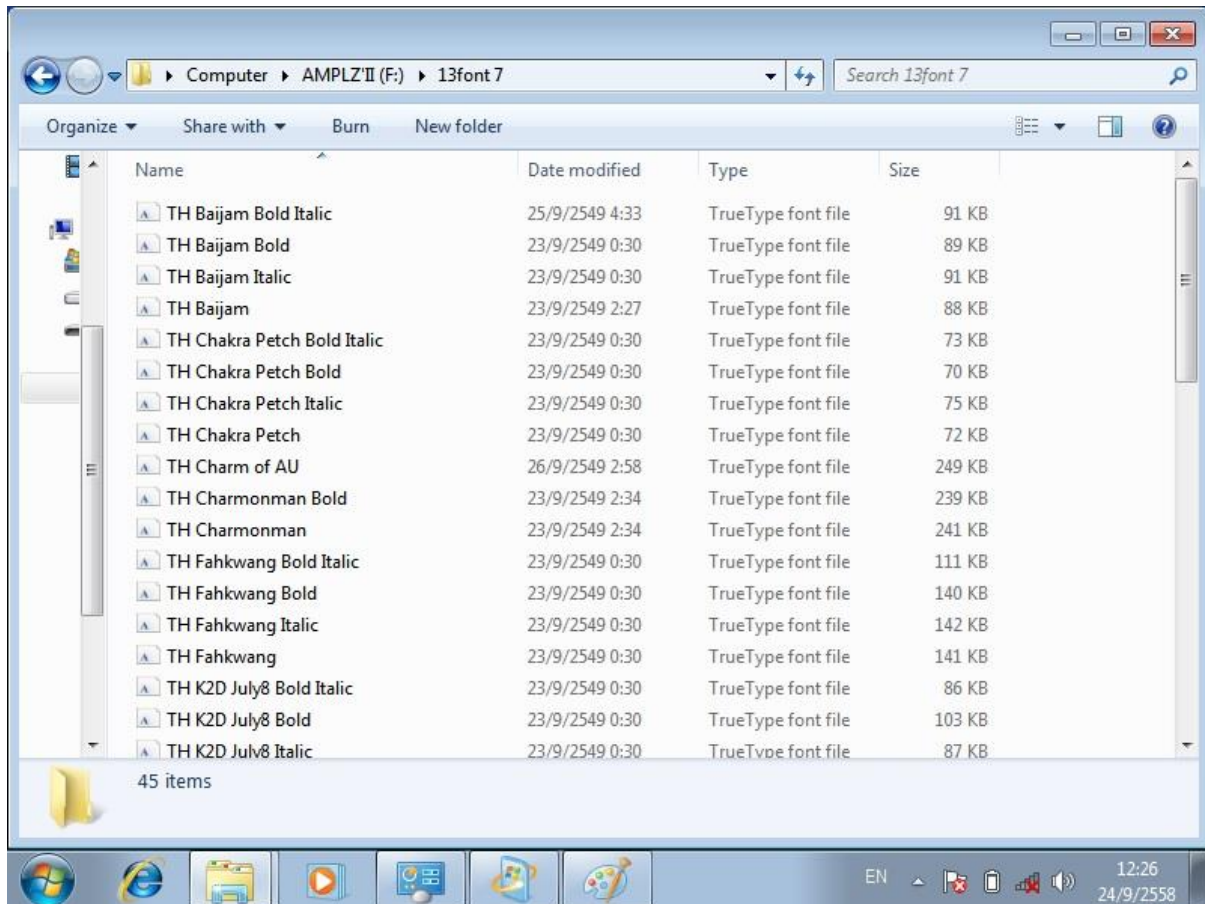 Computer ▸ AMPLZ'II (F:) ▸ 13font 7 Search 13font 7
Organize Share with Burn New folder
Name Date modified Type Size
TH Baijam Bold Italic 25/9/2549 4:33 TrueType font file 91 KB
TH Baijam Bold 23/9/2549 0:30 TrueType font file 89 KB
TH Baijam Italic 23/9/2549 0:30 TrueType font file 91 KB
TH Baijam 23/9/2549 2:27 TrueType font file 88 KB
TH Chakra Petch Bold Italic 23/9/2549 0:30 TrueType font file 73 KB
TH Chakra Petch Bold 23/9/2549 0:30 TrueType font file 70 KB
TH Chakra Petch Italic 23/9/2549 0:30 TrueType font file 75 KB
TH Chakra Petch 23/9/2549 0:30 TrueType font file 72 KB
TH Charm of AU 26/9/2549 2:58 TrueType font file 249 KB
TH Charmonman Bold 23/9/2549 2:34 TrueType font file 239 KB
TH Charmonman 23/9/2549 2:34 TrueType font file 241 KB
TH Fahkwang Bold Italic 23/9/2549 0:30 TrueType font file 111 KB
TH Fahkwang Bold 23/9/2549 0:30 TrueType font file 140 KB
TH Fahkwang Italic 23/9/2549 0:30 TrueType font file 142 KB
TH Fahkwang 23/9/2549 0:30 TrueType font file 141 KB
TH K2D July8 Bold Italic 23/9/2549 0:30 TrueType font file 86 KB
TH K2D July8 Bold 23/9/2549 0:30 TrueType font file 103 KB
TH K2D July8 Italic 23/9/2549 0:30 TrueType font file 87 KB
45 items
EN 12:26
24/9/2558